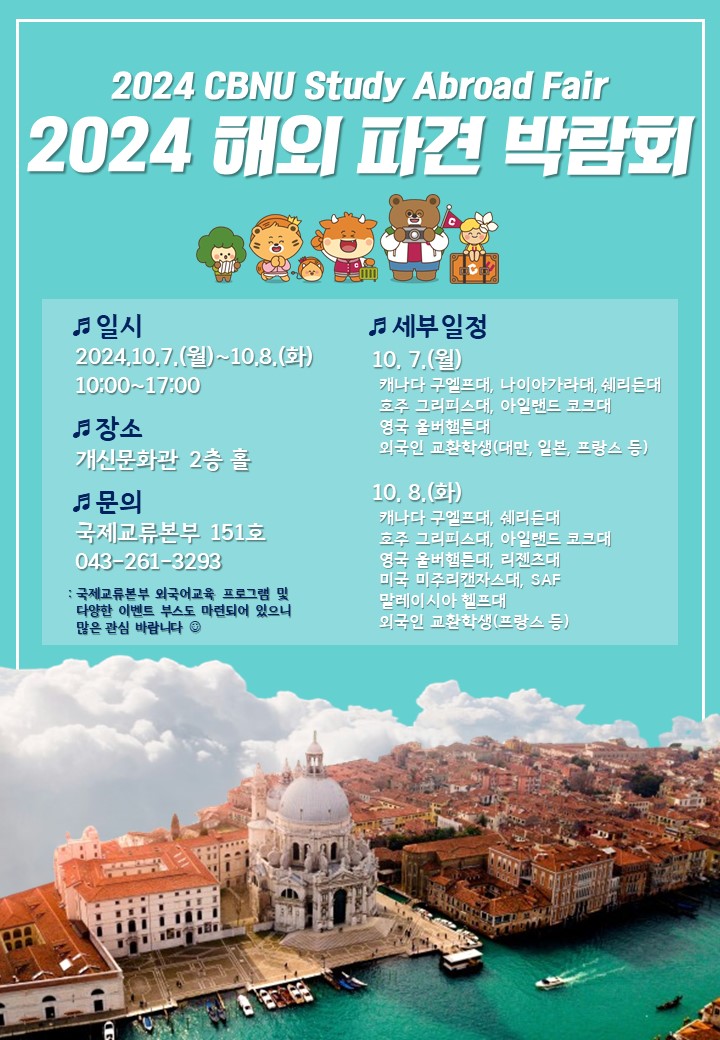 2024 CBNU Study Abroad Fair
2024 해외 파견 박람회
C
♬일시
2024.10.7.(월)~10.8.(화)
10:00~17:00
♬장소
개신문화관 2층 홀
♬문의
국제교류본부 151호
043-261-3293
: 국제교류본부 외국어교육 프로그램 및
다양한 이벤트 부스도 마련되어 있으니
많은 관심 바랍니다 ☺
♬세부일정
10. 7.(월)
캐나다 구엘프대, 나이아가라대, 쉐리든대
호주 그리피스대, 아일랜드 코크대
영국 울버햄튼대
외국인 교환학생(대만, 일본, 프랑스 등)
10. 8.(화)
캐나다 구엘프대, 쉐리든대
호주 그리피스대, 아일랜드 코크대
영국 울버햄튼대, 리젠츠대
미국 미주리캔자스대, SAF
말레이시아 헬프대
외국인 교환학생(프랑스 등)